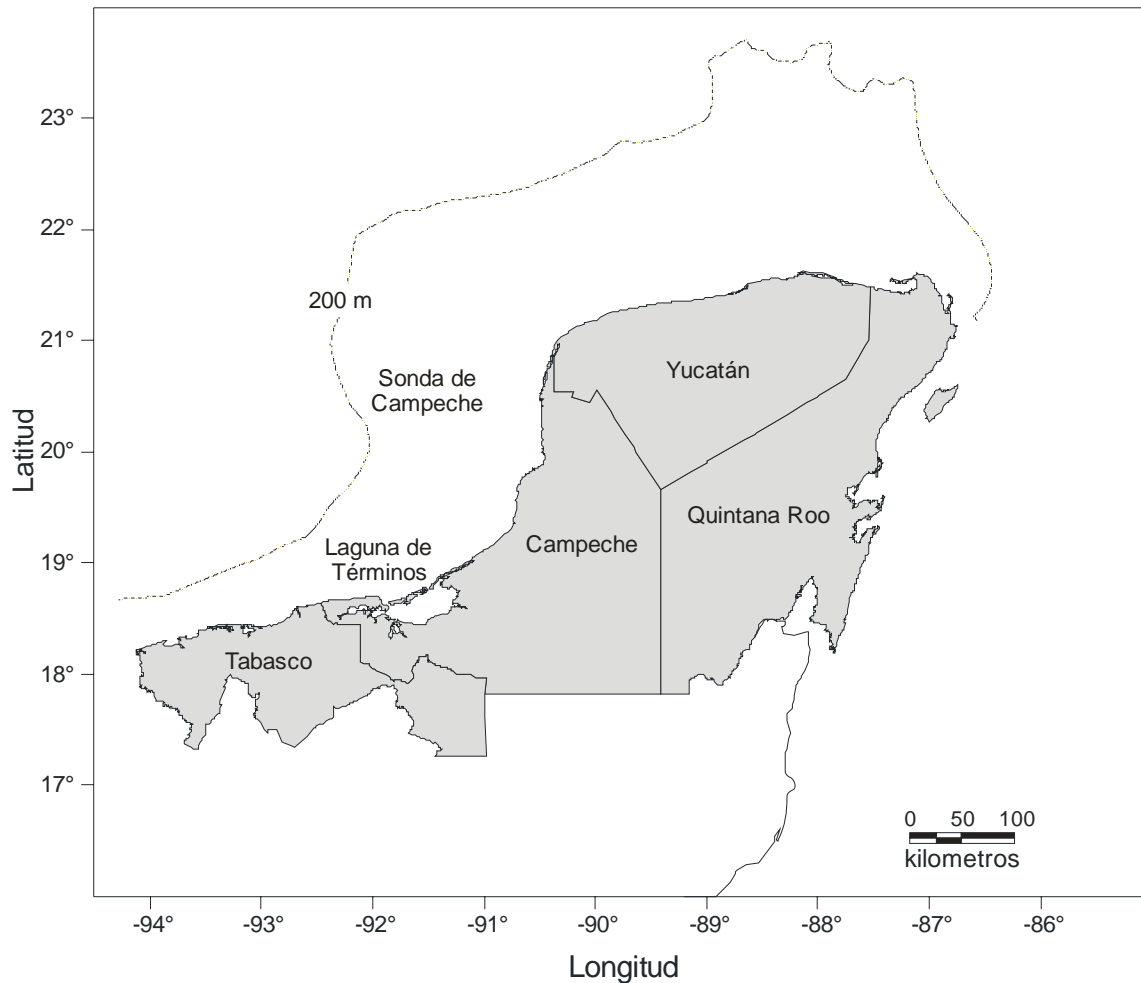 23°
22°
21°
20°
19°
18°
17°
Latitud
200 m
Sonda de
Campeche
Yucatán
Quintana Roo
Campeche
Laguna de
Términos
Tabasco
0 50 100
kilometros
-94° -93° -92° -91° -90° -89° -88° -87° -86°
Longitud